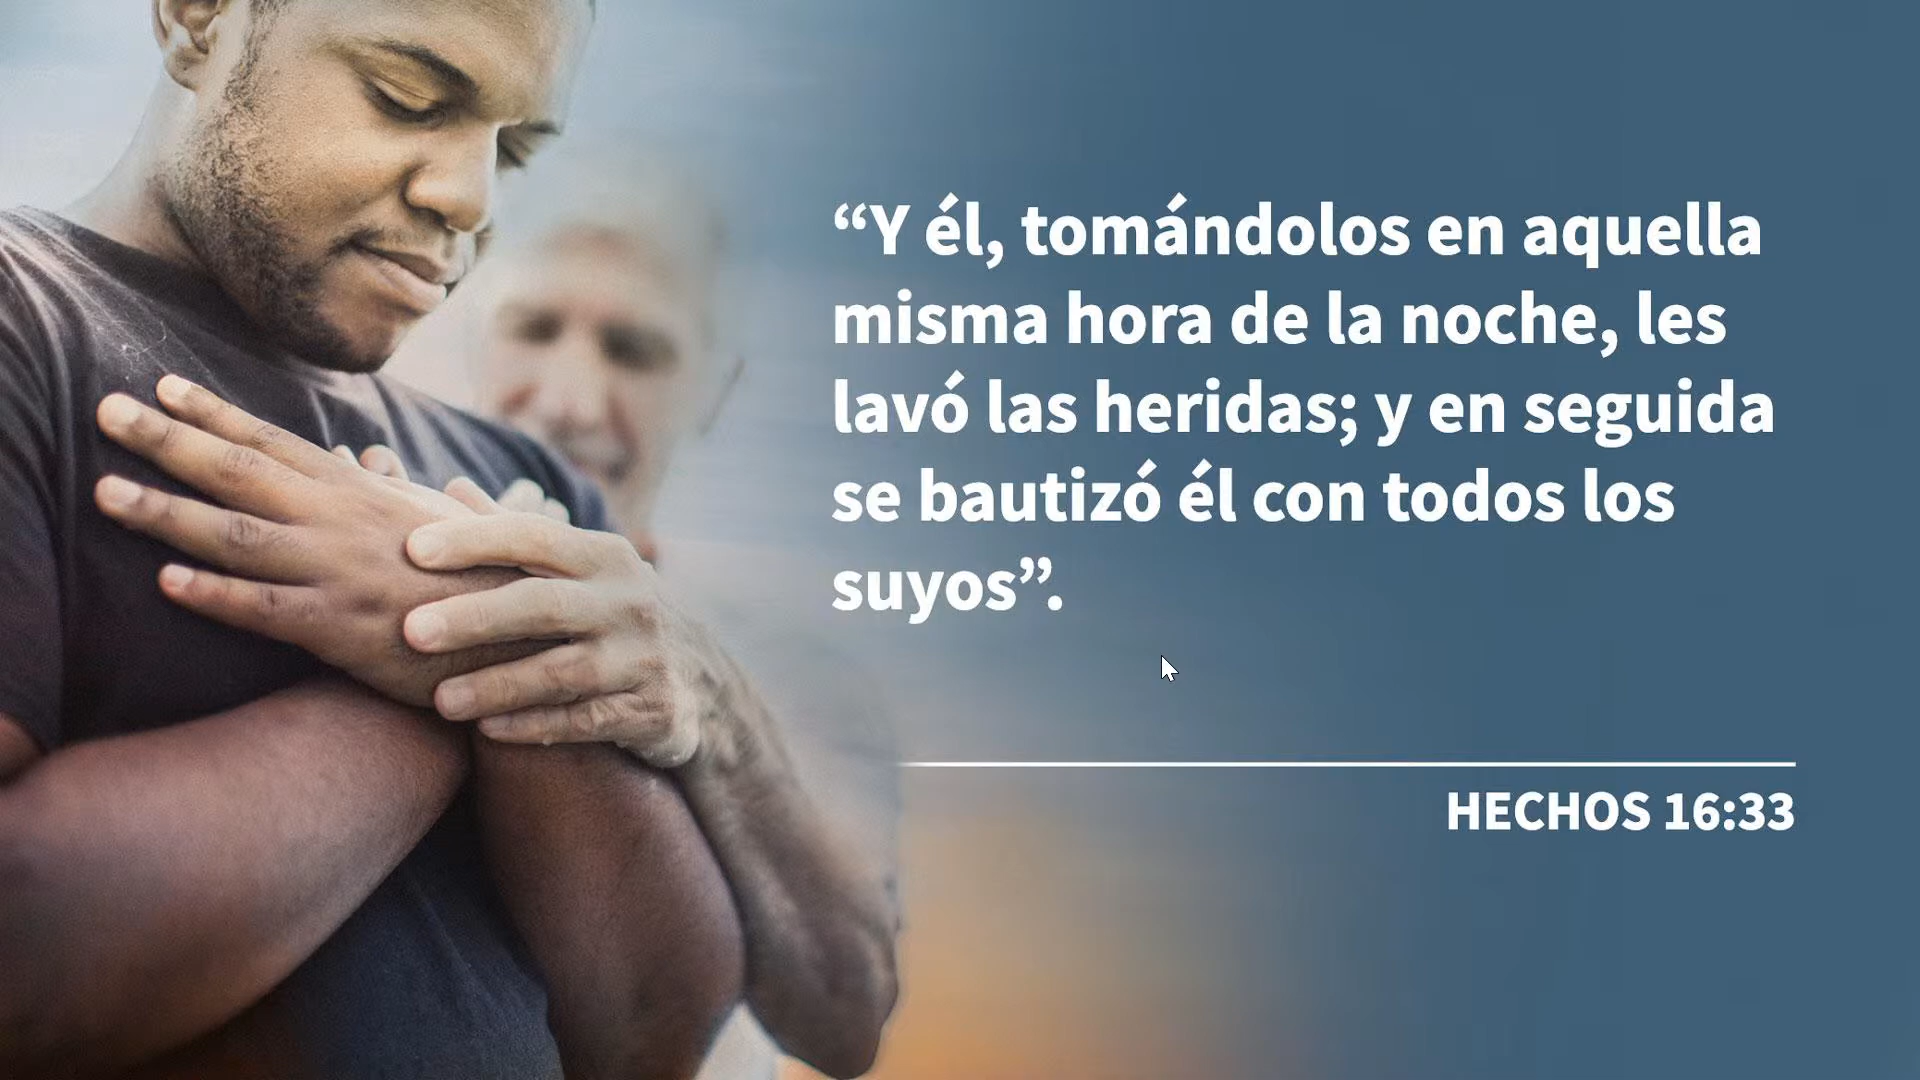 “Y él, tomándolos en aquella
misma hora de la noche, les
lavó las heridas; y en seguida
se bautizó él con todos los
suyos”.
HECHOS 16:33